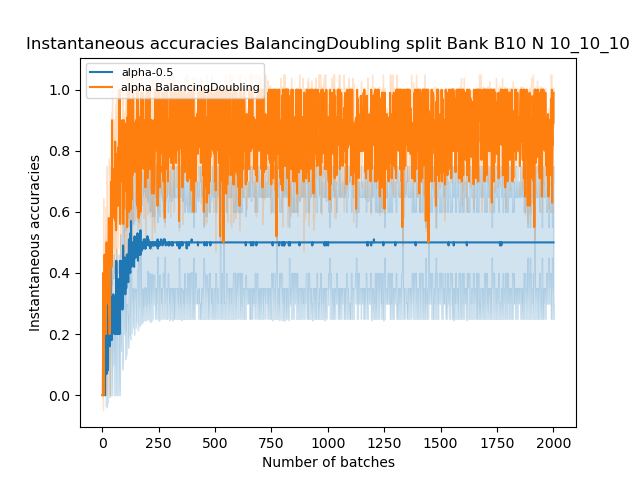 Instantaneous accuracies BalancingDoubling split Bank B10 N 10_10_10
alpha-0.5
alpha BalancingDoubling
1.0
0.8
0.6
0.4
0.2
0.0
Instantaneous accuracies
0 250 500 750 1000 1250 1500 1750 2000
Number of batches